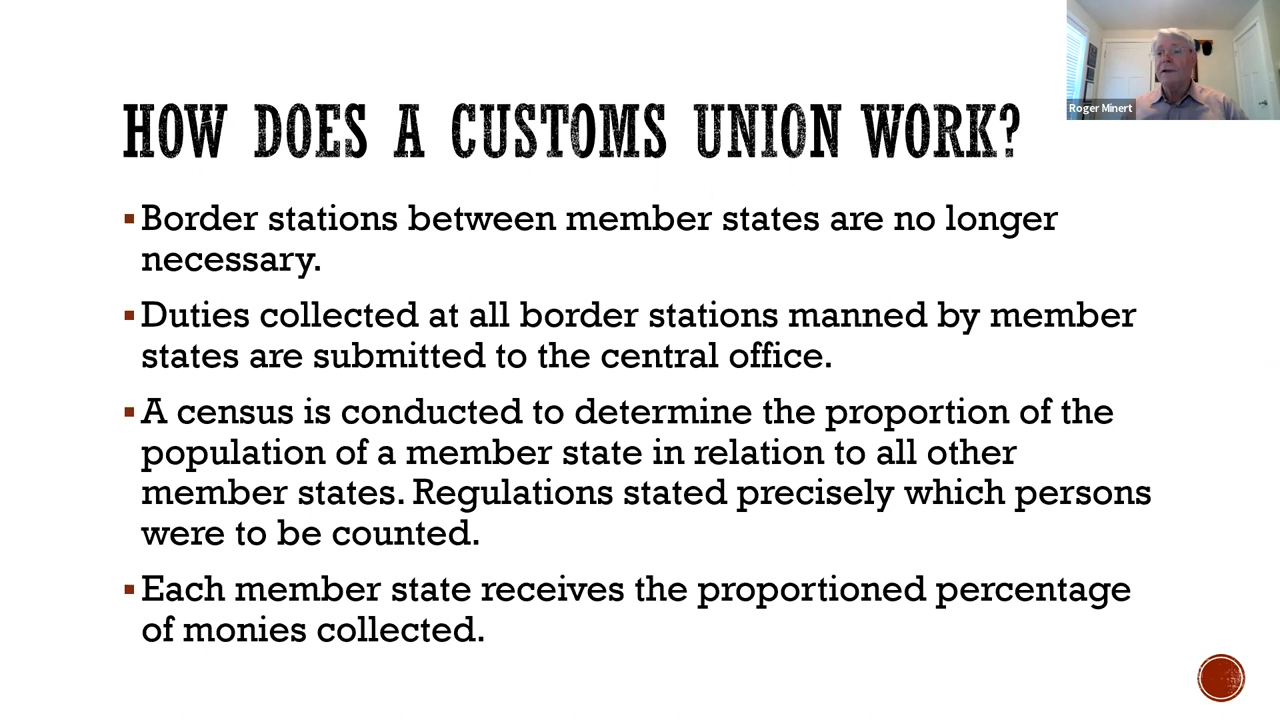 HOW DOES A CUSTOMS UNION WORK?
Roger Minert
▪Border stations between member states are no longer
necessary.
▪Duties collected at all border stations manned by member
states are submitted to the central office.
▪A census is conducted to determine the proportion of the
population of a member state in relation to all other
member states. Regulations stated precisely which persons
were to be counted.
▪Each member state receives the proportioned percentage
of monies collected.